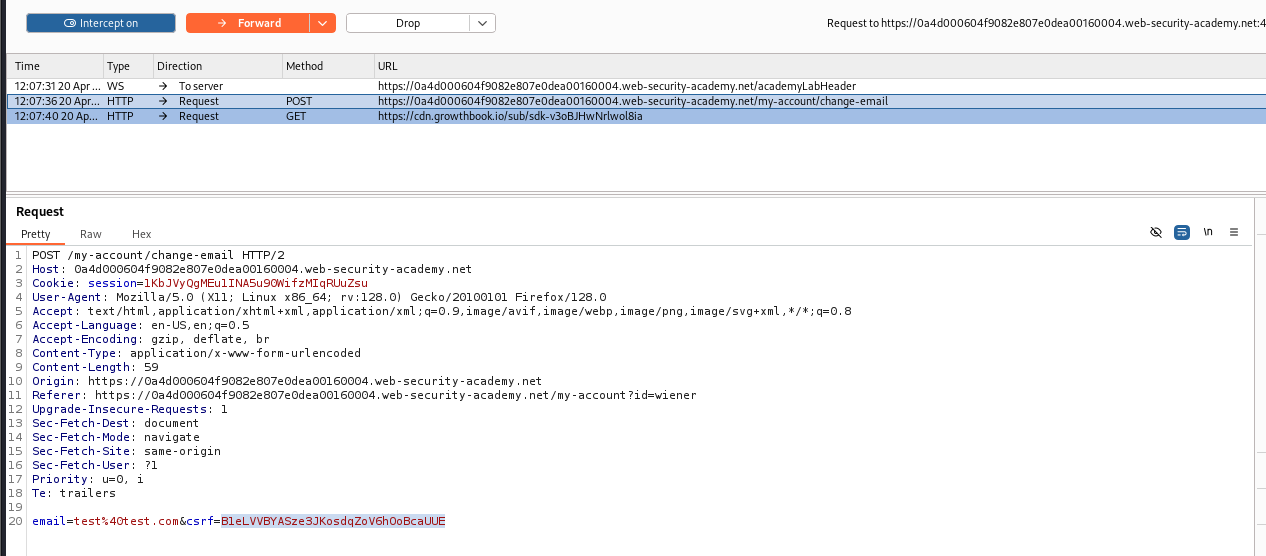 Intercept on Forward Drop Request to https://0a4d000604f9082e807e0dea00160004.web-security-academy.net:4
Time Type Direction Method URL
12:07:31 20 Apr... WS → To server https://0a4d000604f9082e807e0dea00160004.web-security-academy.net/academyLabHeader
12:07:36 20 Apr... HTTP → Request POST https://0a4d000604f9082e807e0dea00160004.web-security-academy.net/my-account/change-email
12:07:40 20 Ap... HTTP → Request GET https://cdn.growthbook.io/sub/sdk-v3oBJHwNrlwol8ia
Request
Pretty Raw Hex \n
1 POST /my-account/change-email HTTP/2
2 Host: 0a4d000604f9082e807e0dea00160004.web-security-academy.net
3 Cookie: session=1KbJVyQgMEu1INA5u90WifzMIqRUuZsu
4 User-Agent: Mozilla/5.0 (X11; Linux x86_64; rv:128.0) Gecko/20100101 Firefox/128.0
5 Accept: text/html,application/xhtml+xml,application/xml;q=0.9,image/avif,image/webp,image/png,image/svg+xml,*/*;q=0.8
6 Accept-Language: en-US,en;q=0.5
7 Accept-Encoding: gzip, deflate, br
8 Content-Type: application/x-www-form-urlencoded
9 Content-Length: 59
10 Origin: https://0a4d000604f9082e807e0dea00160004.web-security-academy.net
11 Referer: https://0a4d000604f9082e807e0dea00160004.web-security-academy.net/my-account?id=wiener
12 Upgrade-Insecure-Requests: 1
13 Sec-Fetch-Dest: document
14 Sec-Fetch-Mode: navigate
15 Sec-Fetch-Site: same-origin
16 Sec-Fetch-User: ?1
17 Priority: u=0, i
18 Te: trailers
19
20 email=test%40test.com&csrf=BleLVVBYASze3JKosdqZoV6hOoBcaUUE